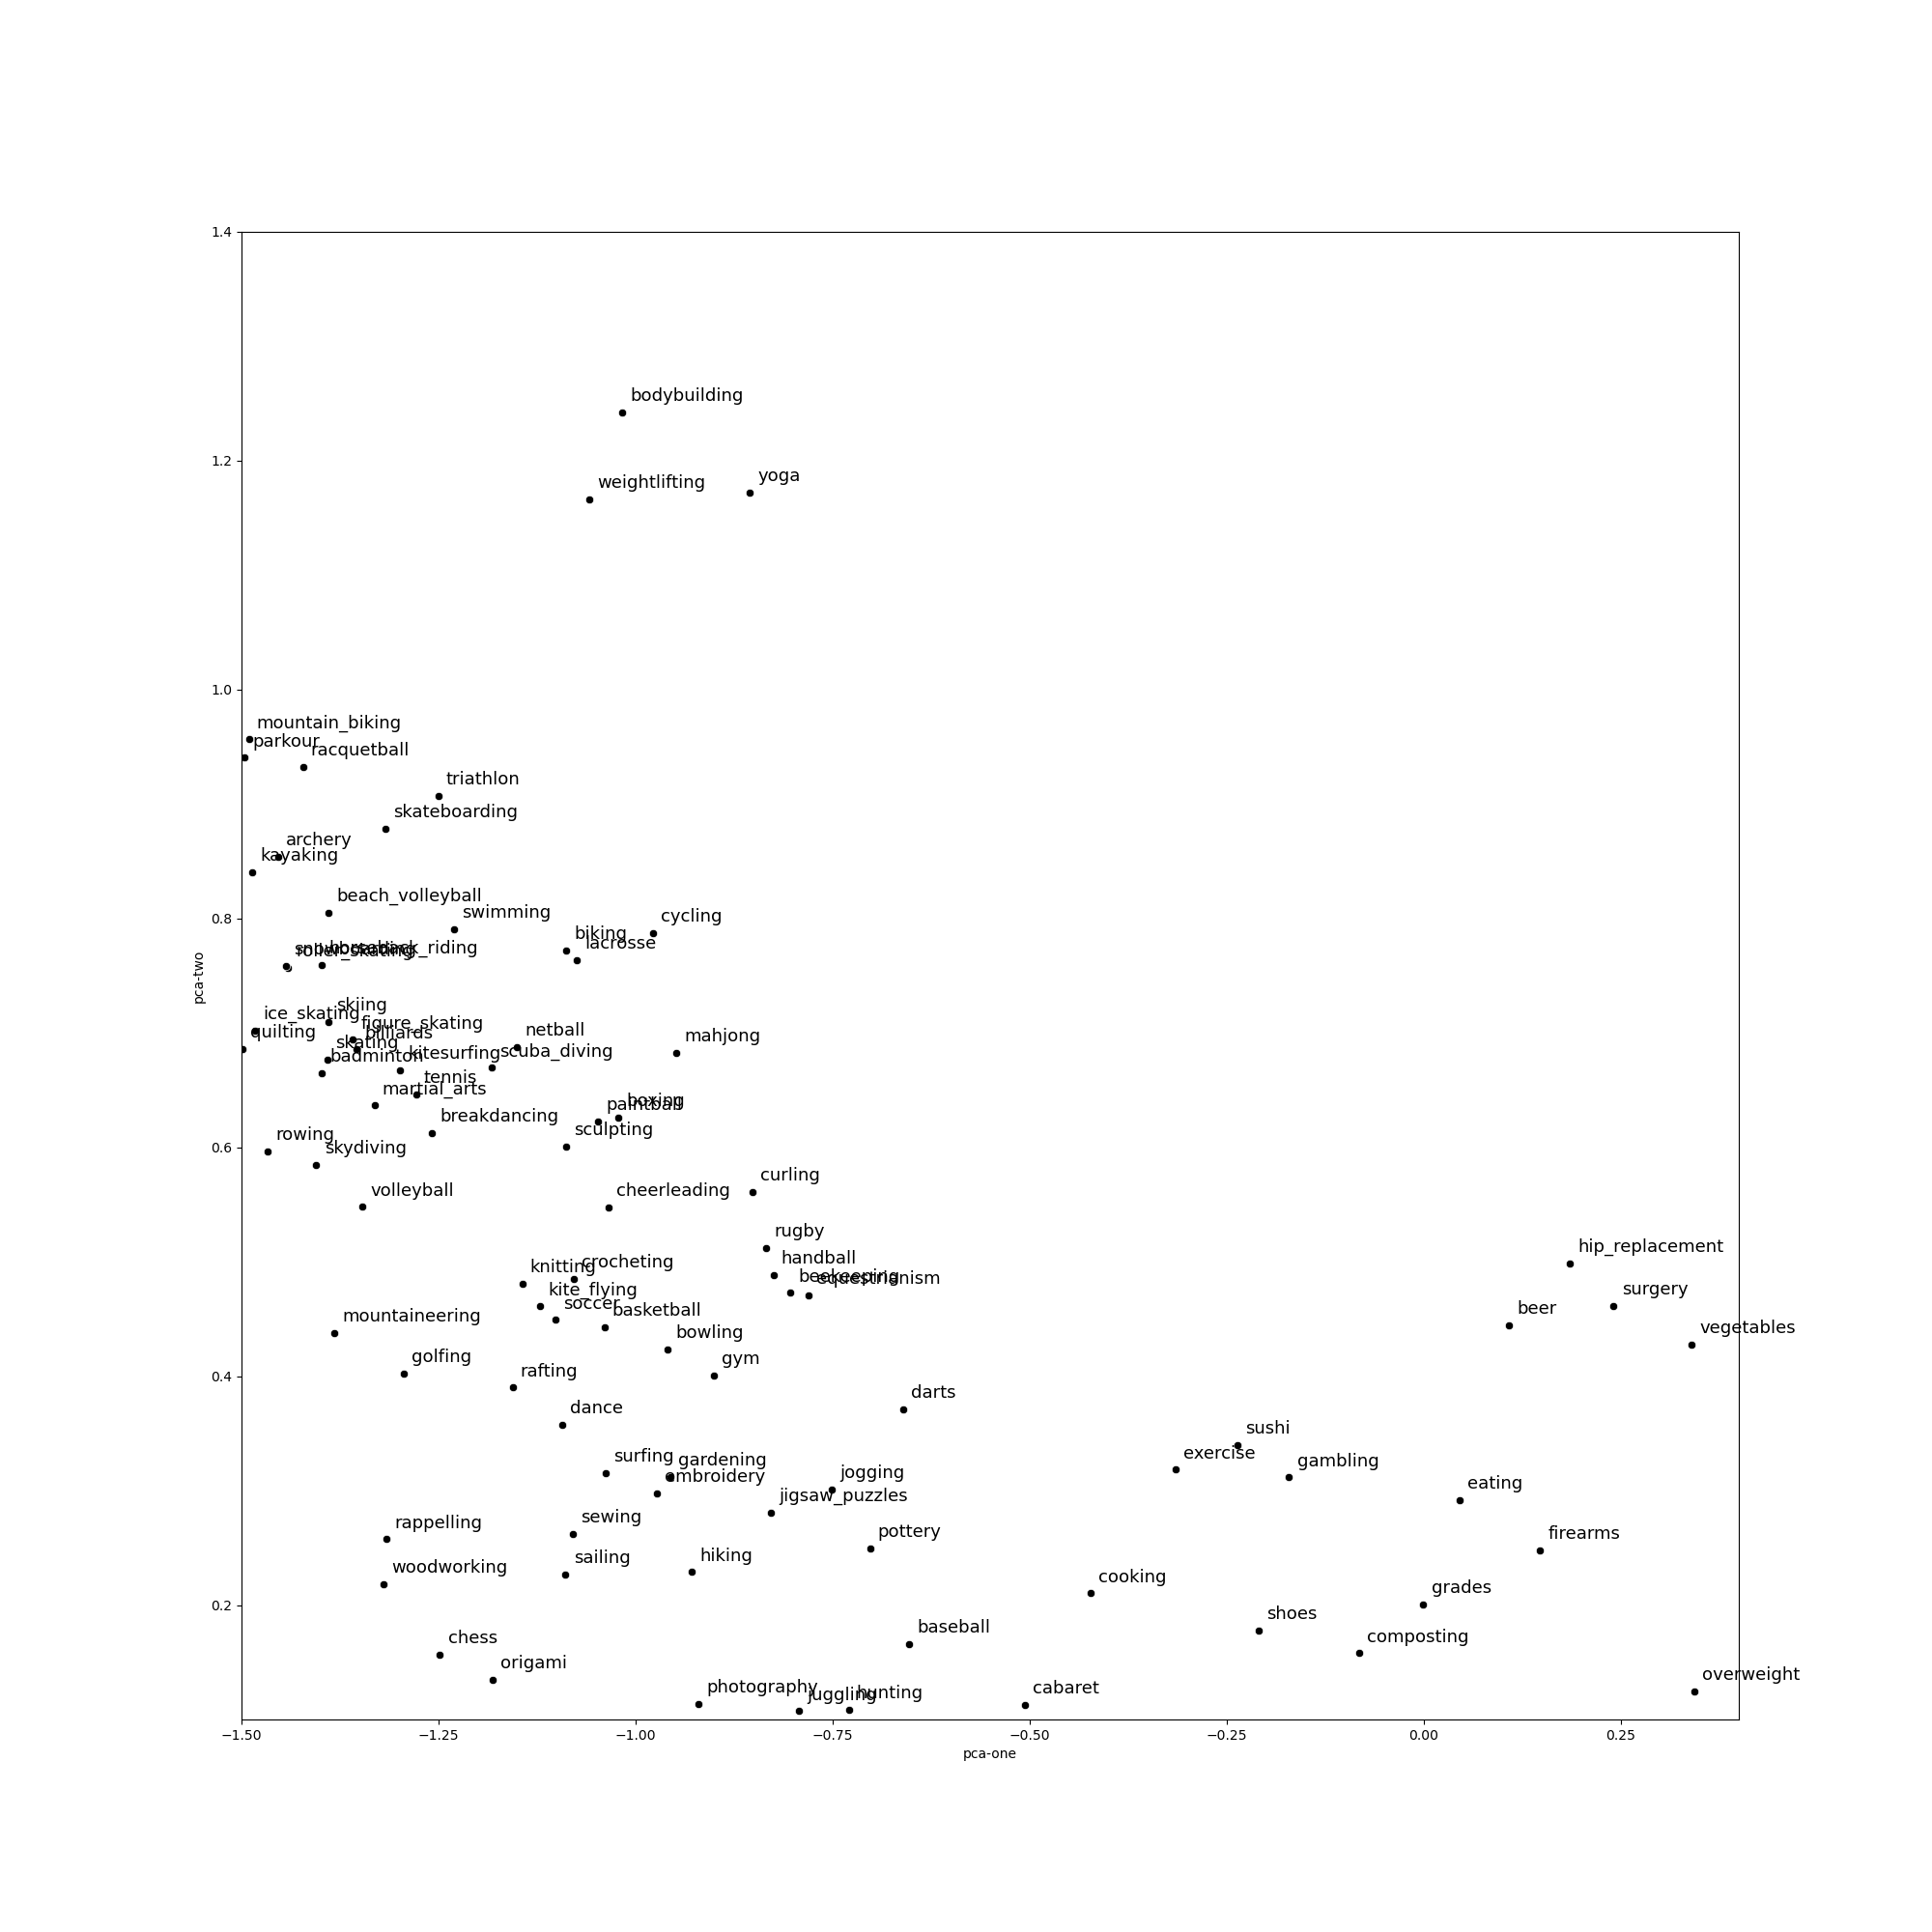 1.4
bodybuilding
1.2
weightlifting
yoga
1.0
mountain_biking
parkour
racquetball
triathlon
skateboarding
archery
kayaking
0.8
beach_volleyball
swimming
cycling
biking
lacrosse
snowboarding
horseback_riding
roller_skating
pca-two
skiing
ice_skating
figure_skating
quilting
billiards
netball
mahjong
skating
badminton
kitesurfing
scuba_diving
tennis
martial_arts
boxing
paintball
breakdancing
sculpting
0.6
rowing
skydiving
volleyball
cheerleading
curling
rugby
hip_replacement
handball
knitting
crocheting
beekeeping
equestrianism
kite_flying
surgery
soccer
basketball
beer
mountaineering
bowling
vegetables
0.4
golfing
gym
rafting
darts
dance
sushi
surfing
gardening
exercise
gambling
embroidery
jogging
eating
jigsaw_puzzles
sewing
rappelling
pottery
firearms
sailing
hiking
woodworking
cooking
grades
0.2
shoes
baseball
chess
composting
origami
overweight
photography
juggling
hunting
cabaret
−1.50
−1.25
−1.00
−0.75
−0.50
−0.25
0.00
0.25
pca-one